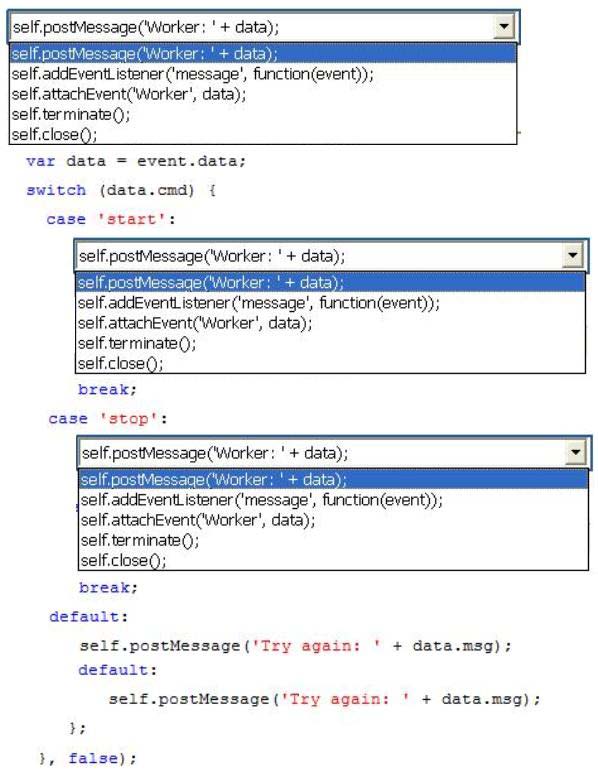 self.postMessage('Worker: ' + data);
self.postMessage('Worker: ' + data);
self.addEventListener('message', function(event));
self.attachEvent('Worker', data);
self.terminate();
self.close();
var data = event.data;
switch (data.cmd) {
case 'start':
self.postMessage('Worker: ' + data);
self.postMessage('Worker: ' + data);
self.addEventListener('message', function(event));
self.attachEvent('Worker', data);
self.terminate();
self.close();
break;
case 'stop':
self.postMessage('Worker: ' + data);
self.postMessage('Worker: ' + data);
self.addEventListener('message', function(event));
self.attachEvent('Worker', data);
self.terminate();
self.close();
break;
default:
self.postMessage('Try again: ' + data.msg);
default:
self.postMessage('Try again: ' + data.msg);
};
}, false);